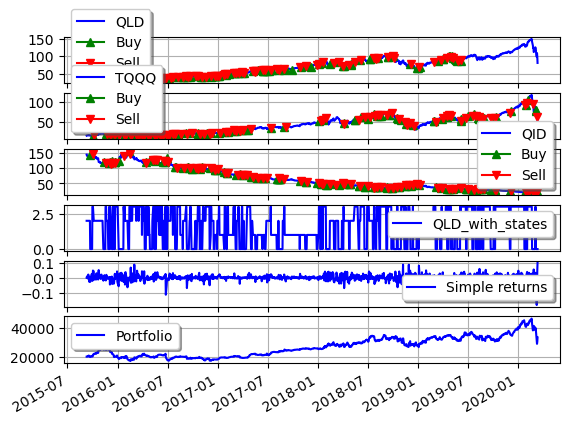 QLD
Buy
Sell
150
100
50
TQQQ
Buy
Sell
100
50
QID
Buy
Sell
150
100
50
QLD_with_states
2.5
0.0
Simple returns
0.1
0.0
−0.1
Portfolio
40000
20000
2015-07
2016-01
2016-07
2017-01
2017-07
2018-01
2018-07
2019-01
2019-07
2020-01